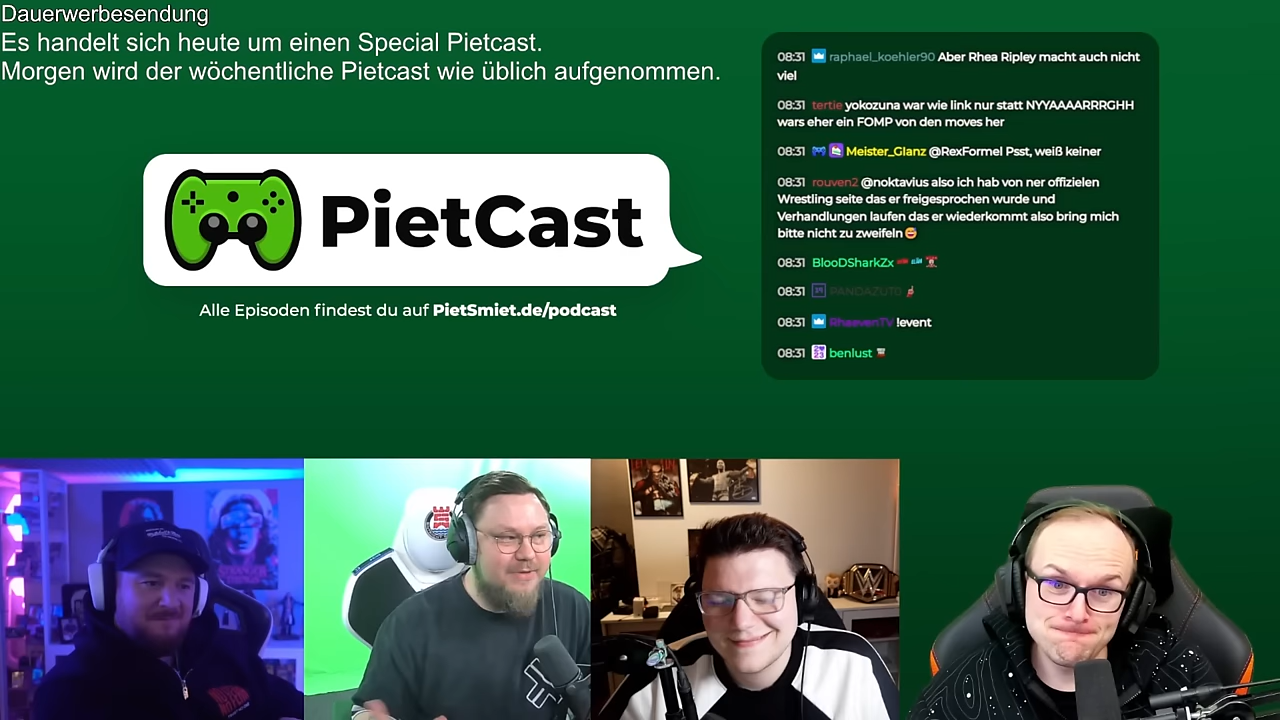 Dauerwerbesendung
Es handelt sich heute um einen Special Pietcast.
Morgen wird der wöchentliche Pietcast wie üblich aufgenommen.
PietCast
Alle Episoden findest du auf PietSmiet.de/podcast
08:31 raphael_koehler90 Aber Rhea Ripley macht auch nicht
viel
08:31 tertie yokozuna war wie link nur statt NYYAAAARRRGHH
wars eher ein FOMP von den moves her
08:31 Meister_Glanz @RexFormel Psst, weiß keiner
08:31 rouven2 @noktavius also ich hab von ner offizielen
Wrestling seite das er freigesprochen wurde und
Verhandlungen laufen das er wiederkommt also bring mich
bitte nicht zu zweifeln😅
08:31 BlooDSharkZx
08:31 PANDAZUTO
08:31 RhaevenTV !event
08:31 benlust